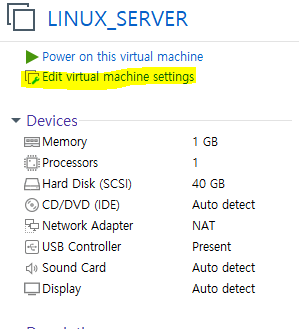 LINUX_SERVER
Power on this virtual machine
Edit virtual machine settings
Devices
Memory 1 GB
Processors 1
Hard Disk (SCSI) 40 GB
CD/DVD (IDE) Auto detect
Network Adapter NAT
USB Controller Present
Sound Card Auto detect
Display Auto detect